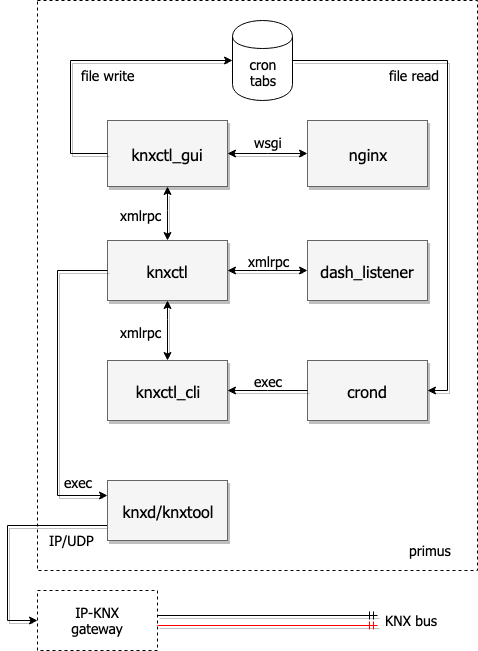 cron
tabs
file write
file read
knxctl_gui
wsgi
nginx
xmlrpc
knxctl
xmlrpc
dash_listener
xmlrpc
knxctl_cli
exec
crond
exec
knxd/knxtool
IP/UDP
primus
IP-KNX
gateway
KNX bus